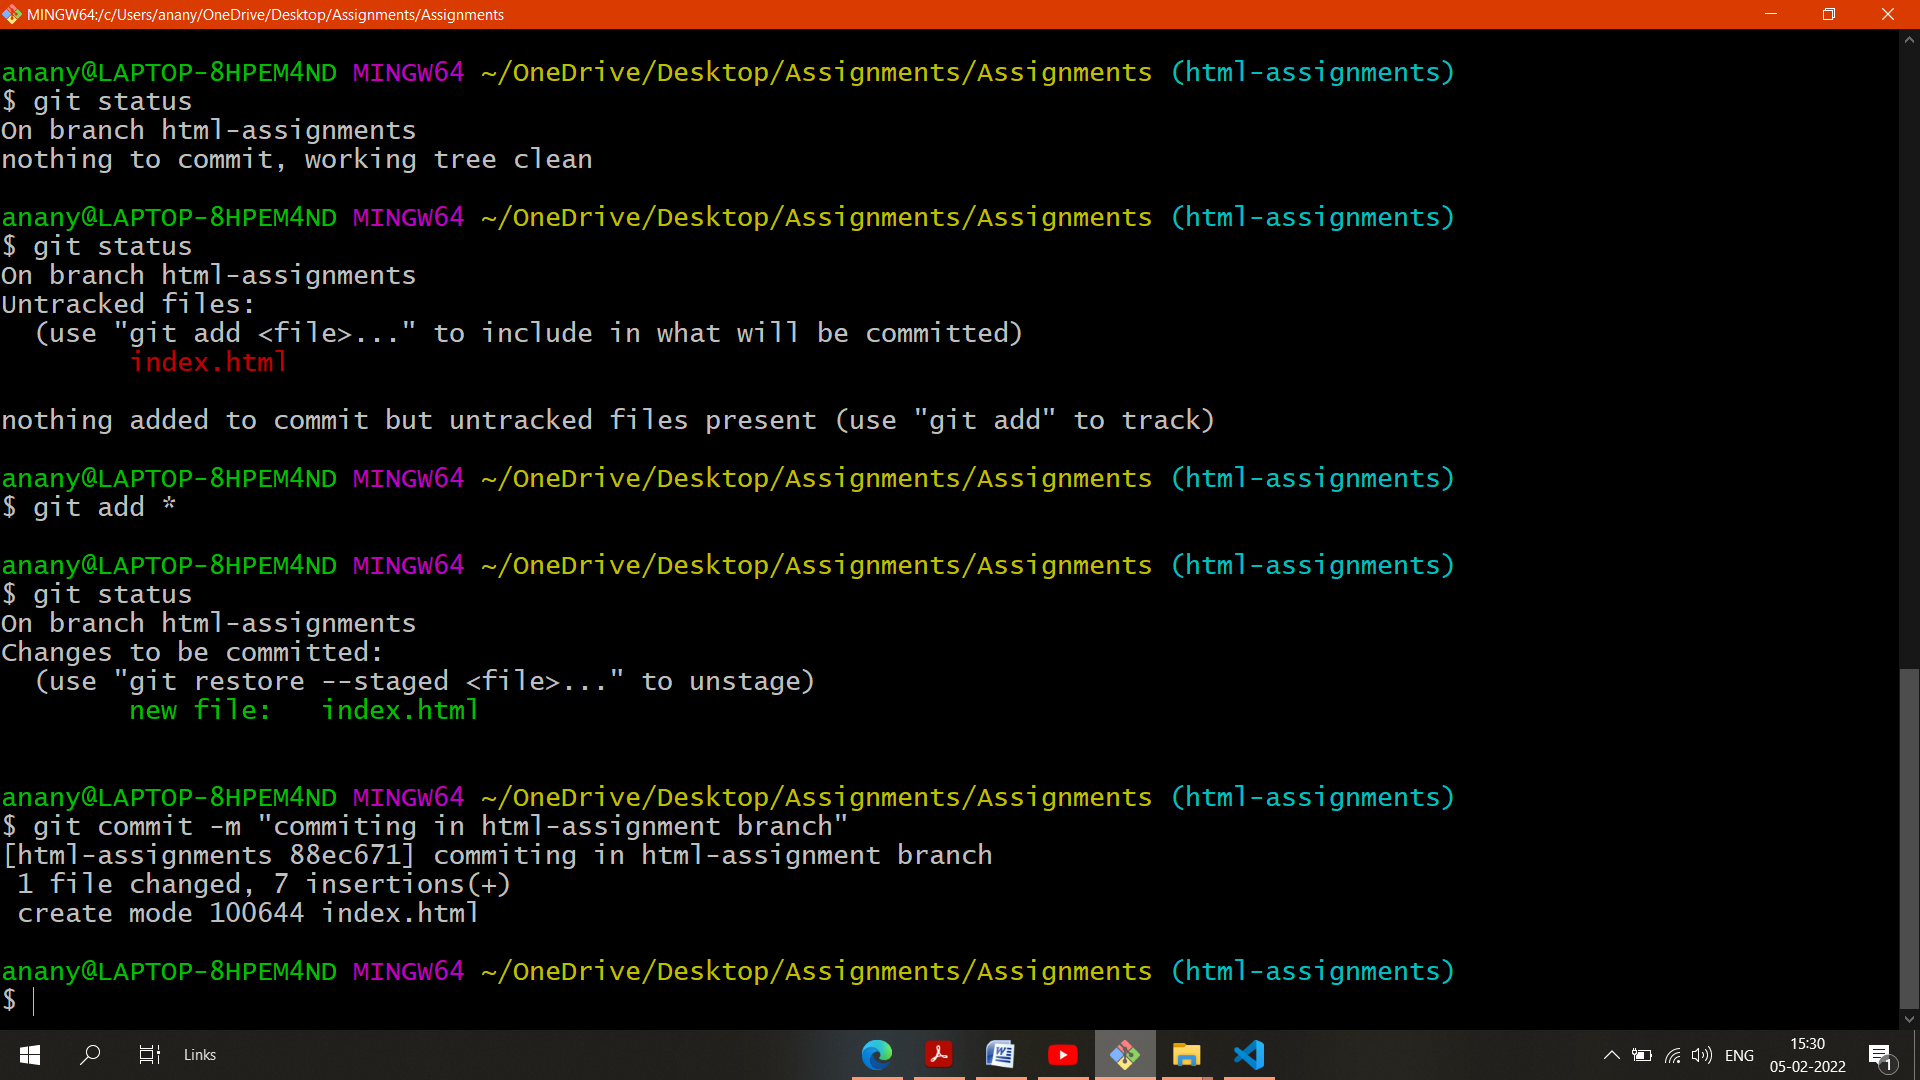 MINGW64:/c/Users/anany/OneDrive/Desktop/Assignments/Assignments
anany@LAPTOP-8HPEM4ND MINGW64 ~/OneDrive/Desktop/Assignments/Assignments (html-assignments)
$ git status
On branch html-assignments
nothing to commit, working tree clean
anany@LAPTOP-8HPEM4ND MINGW64 ~/OneDrive/Desktop/Assignments/Assignments (html-assignments)
$ git status
On branch html-assignments
Untracked files:
  (use "git add <file>..." to include in what will be committed)
        index.html
nothing added to commit but untracked files present (use "git add" to track)
anany@LAPTOP-8HPEM4ND MINGW64 ~/OneDrive/Desktop/Assignments/Assignments (html-assignments)
$ git add *
anany@LAPTOP-8HPEM4ND MINGW64 ~/OneDrive/Desktop/Assignments/Assignments (html-assignments)
$ git status
On branch html-assignments
Changes to be committed:
  (use "git restore --staged <file>..." to unstage)
        new file:   index.html
anany@LAPTOP-8HPEM4ND MINGW64 ~/OneDrive/Desktop/Assignments/Assignments (html-assignments)
$ git commit -m "commiting in html-assignment branch"
[html-assignments 88ec671] commiting in html-assignment branch
 1 file changed, 7 insertions(+)
 create mode 100644 index.html
anany@LAPTOP-8HPEM4ND MINGW64 ~/OneDrive/Desktop/Assignments/Assignments (html-assignments)
$
Links
ENG
15:30
05-02-2022
1